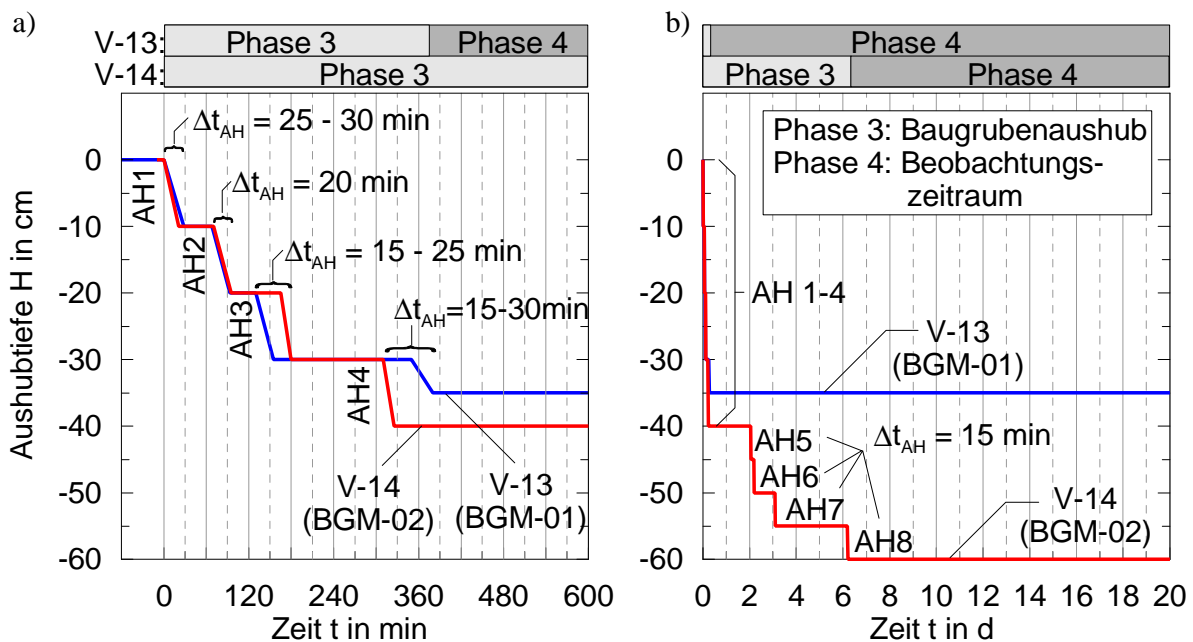 a)
V-13:
Phase 3
Phase 4
V-14:
Phase 3
Δt_AH = 25 - 30 min
Δt_AH = 20 min
Δt_AH = 15 - 25 min
Δt_AH =15-30min
AH1
AH2
AH3
AH4
V-14
(BGM-02)
V-13
(BGM-01)
0
-10
-20
-30
-40
-50
-60
Aushubtiefe H in cm
0 120 240 360 480 600
Zeit t in min
b)
Phase 4
Phase 3
Phase 4
Phase 3: Baugrubenaushub
Phase 4: Beobachtungs-
zeitraum
AH 1-4
V-13
(BGM-01)
AH5
Δt_AH = 15 min
AH6
AH7
AH8
V-14
(BGM-02)
0
-10
-20
-30
-40
-50
-60
0 2 4 6 8 10 12 14 16 18 20
Zeit t in d